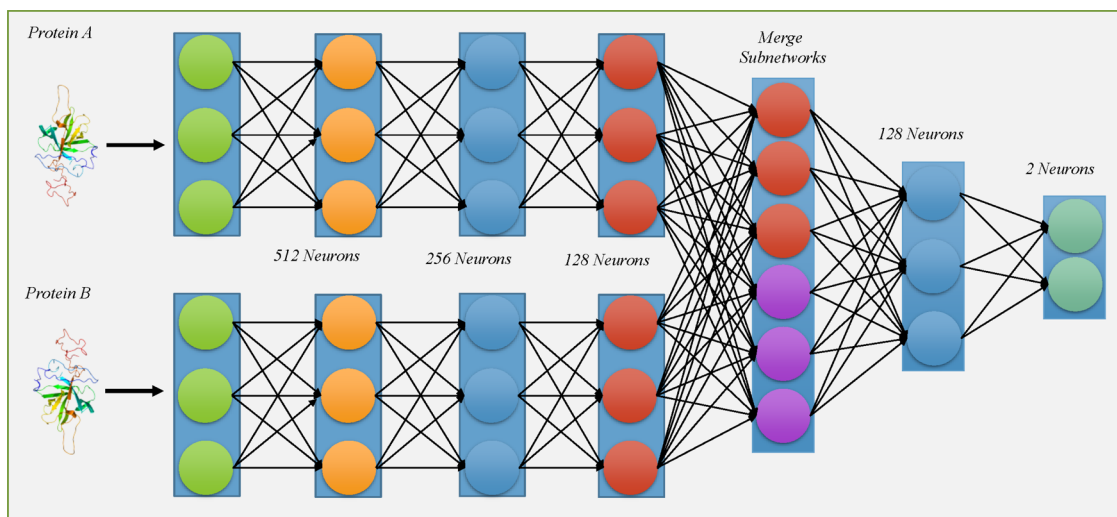 Protein A
Merge
Subnetworks
128 Neurons
2 Neurons
512 Neurons
256 Neurons
128 Neurons
Protein B